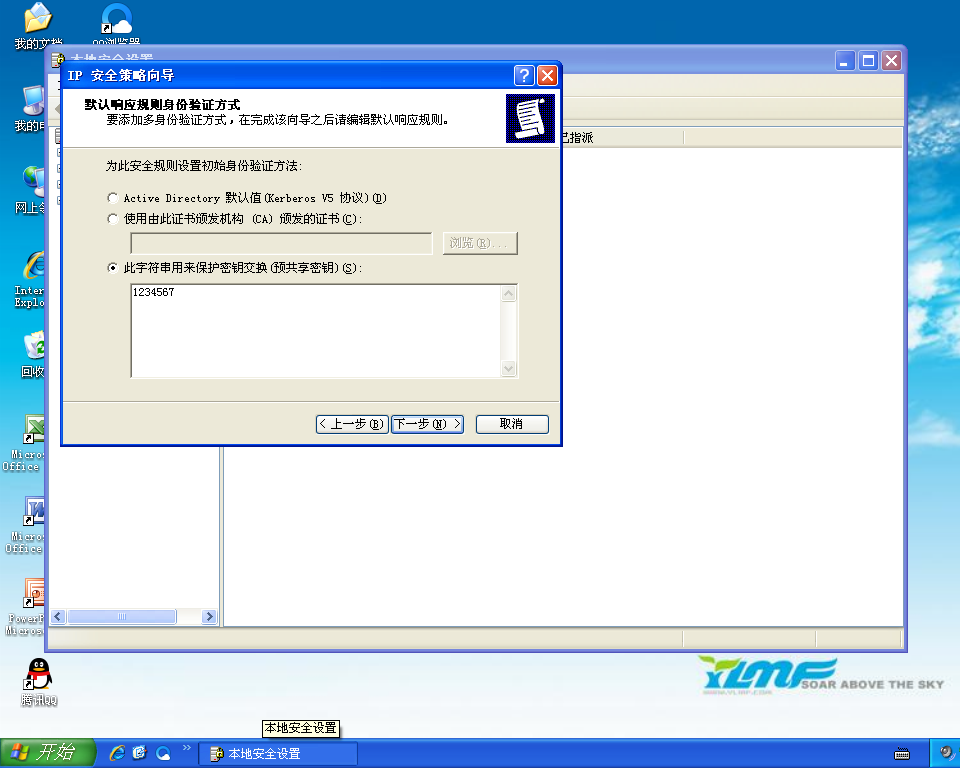 我的文档
QQ浏览器
本地安全设置
IP 安全策略向导
默认响应规则身份验证方式
要添加多身份验证方式，在完成该向导之后请编辑默认响应规则。
已指派
为此安全规则设置初始身份验证方法:
Active Directory 默认值(Kerberos V5 协议)(D)
使用由此证书颁发机构 (CA) 颁发的证书(C):
浏览(R)...
此字符串用来保护密钥交换(预共享密钥)(S):
1234567
< 上一步(B)
下一步(N) >
取消
我的电
网上
Inter
Explo
回收
Micros
Office
Micros
Office
PowerP
Micros
腾讯QQ
YLMF
SOAR ABOVE THE SKY
WWW.YLMF.COM
本地安全设置
开始
本地安全设置